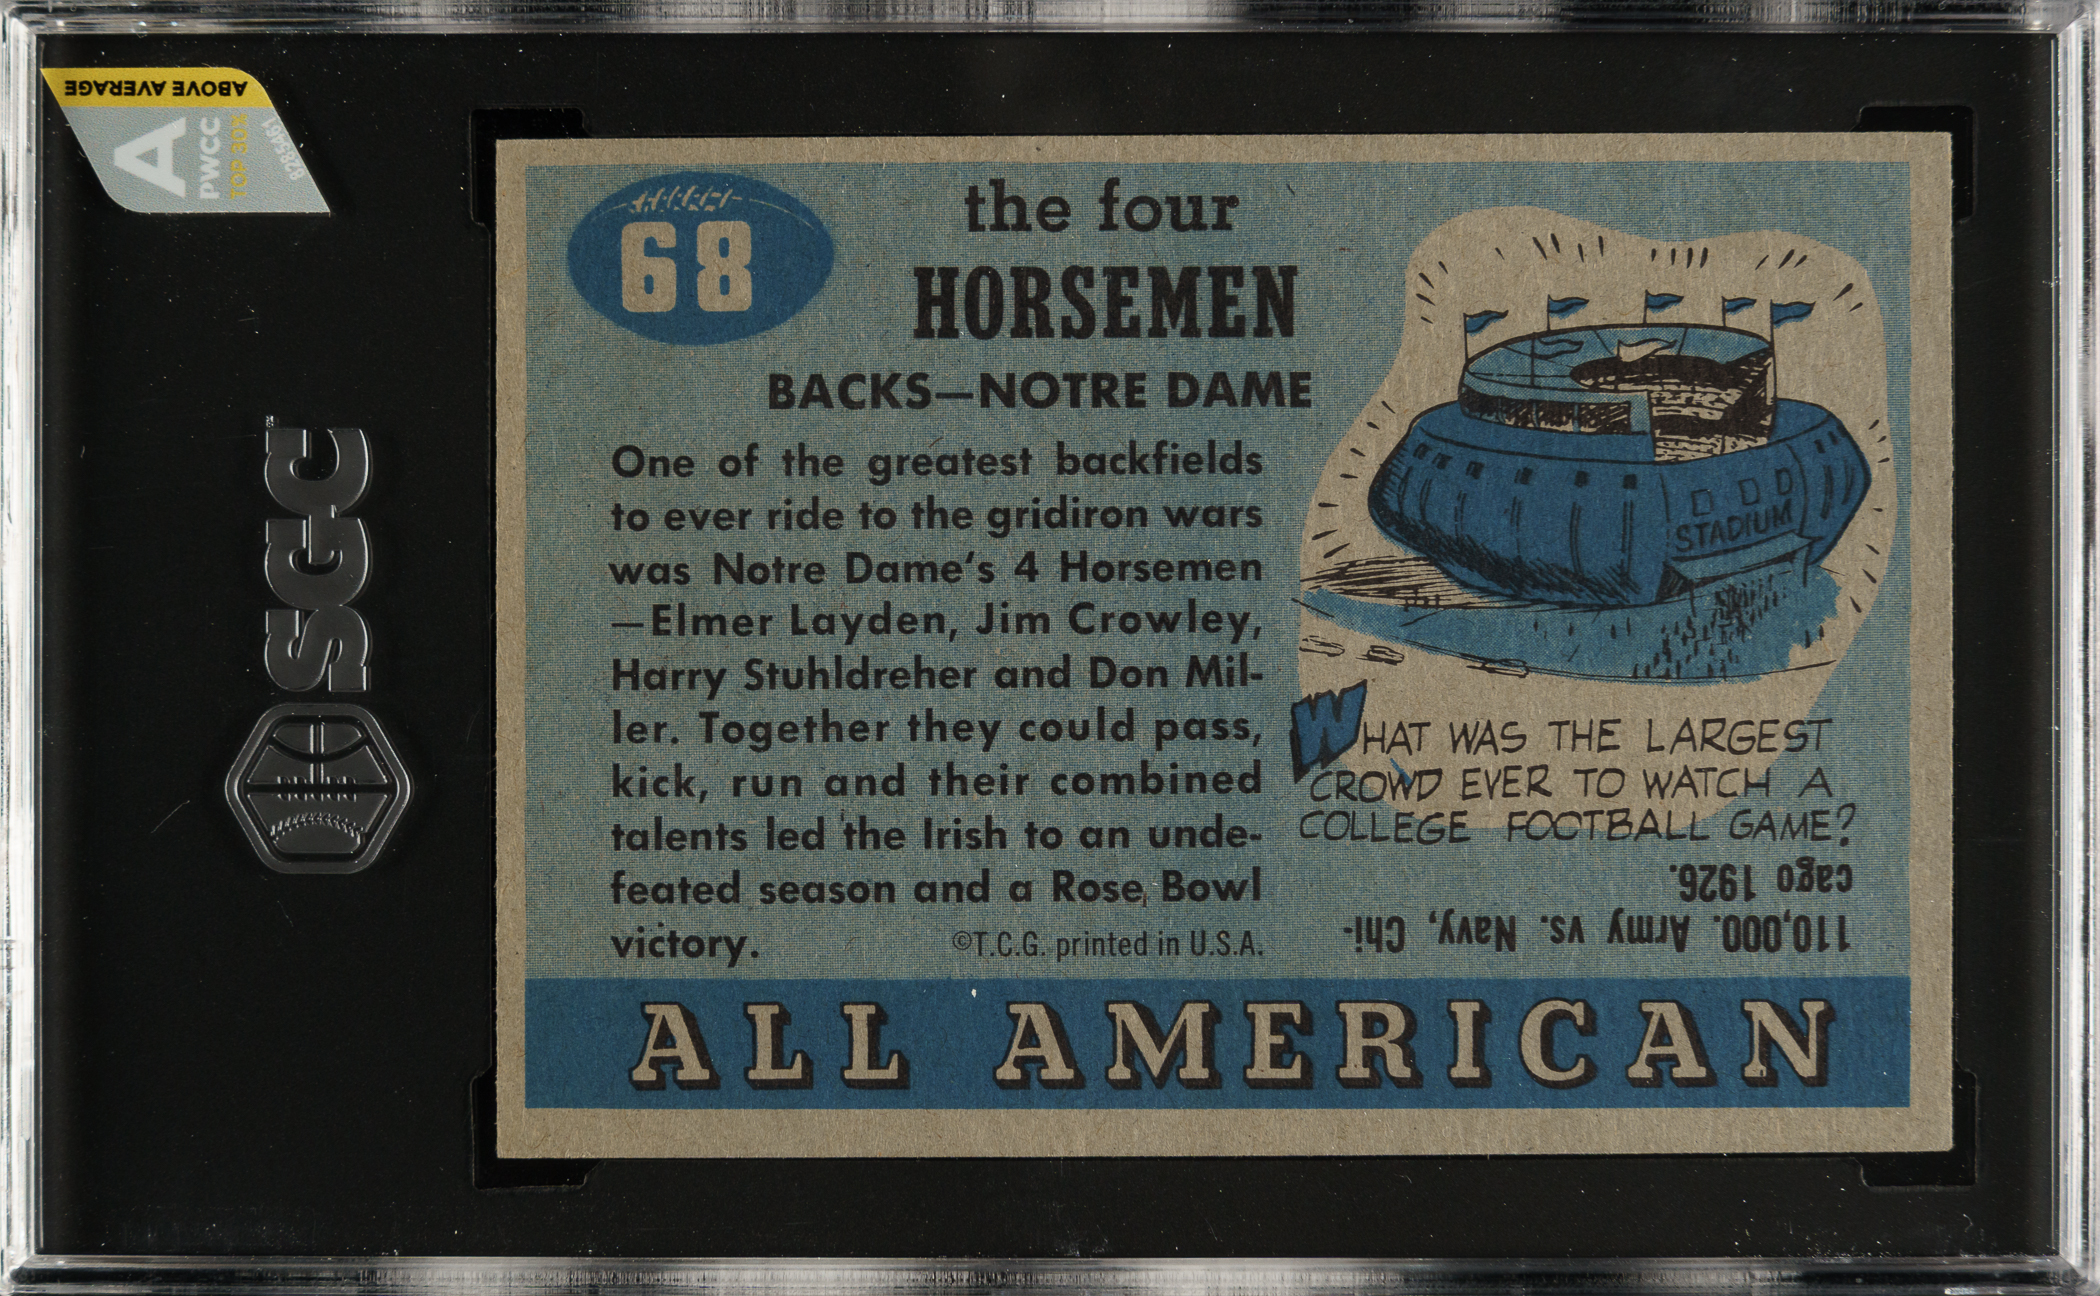 ABOVE AVERAGE
A
PWCC
TOP 30%
SGC
68
the four
HORSEMEN
BACKS—NOTRE DAME
One of the greatest backfields
to ever ride to the gridiron wars
was Notre Dame's 4 Horsemen
—Elmer Layden, Jim Crowley,
Harry Stuhldreher and Don Mil-
ler. Together they could pass,
kick, run and their combined
talents led the Irish to an unde-
feated season and a Rose Bowl
victory.
©T.C.G. printed in U.S.A.
STADIUM
WHAT WAS THE LARGEST
CROWD EVER TO WATCH A
COLLEGE FOOTBALL GAME?
110,000. Army vs. Navy, Chi-
cago 1926.
ALL AMERICAN